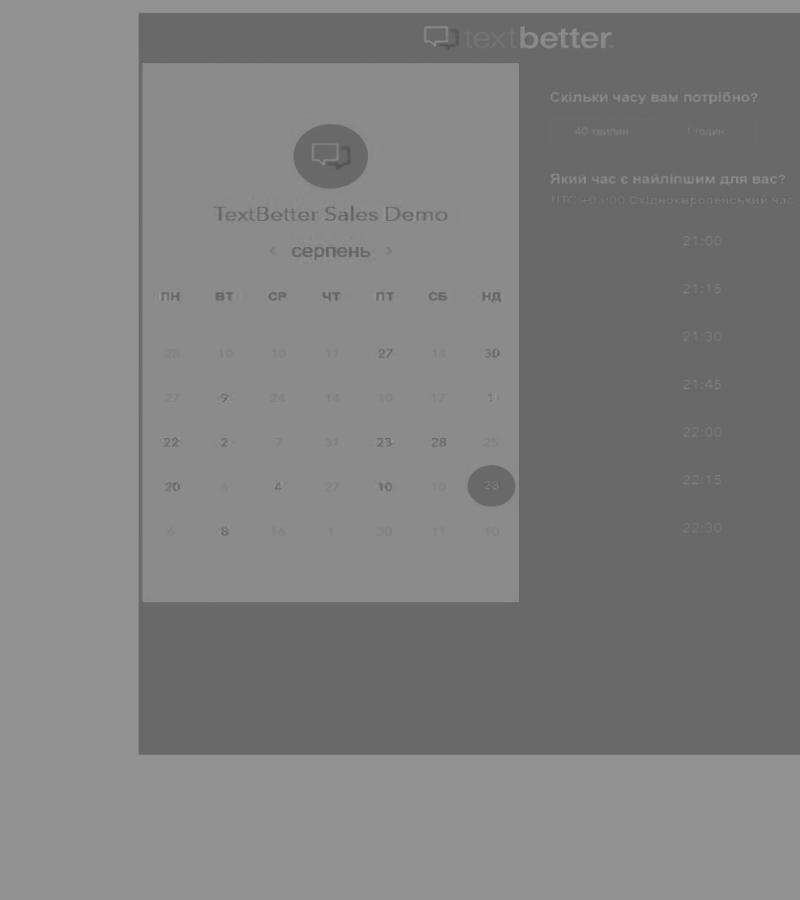 textbetter.
TextBetter Sales Demo
‹ серпень ›
ПН ВТ СР ЧТ ПТ СБ НД
28 10 10 11 27 14 30
27 9 24 14 10 17 1
22 2 7 31 23 28 25
20 6 4 27 10 10 23
6 8 16 1 30 11 10
Скільки часу вам потрібно?
40 хвилин 1 годин
Який час є найліпшим для вас?
Східноєвропейський час
21:00
21:15
21:30
21:45
22:00
22:15
22:30